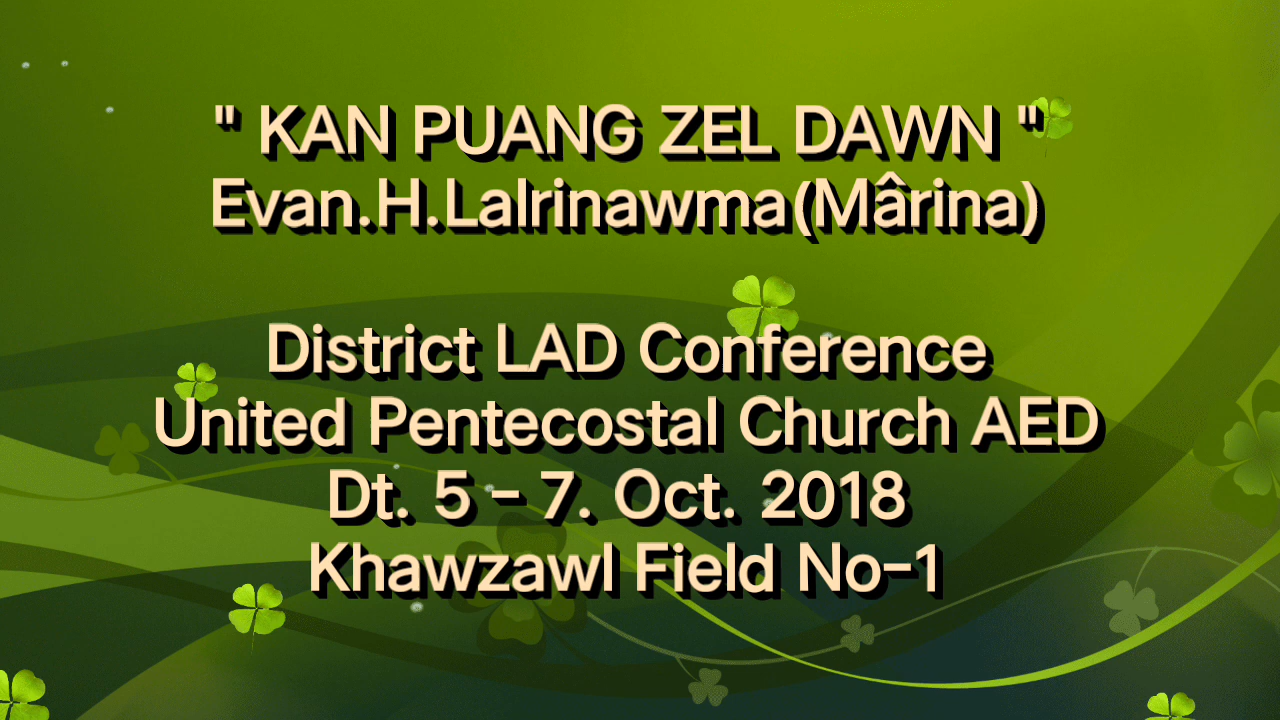 " KAN PUANG ZEL DAWN "
Evan.H.Lalrinawma(Mârina)
District LAD Conference
United Pentecostal Church AED
Dt. 5 - 7. Oct. 2018
Khawzawl Field No-1